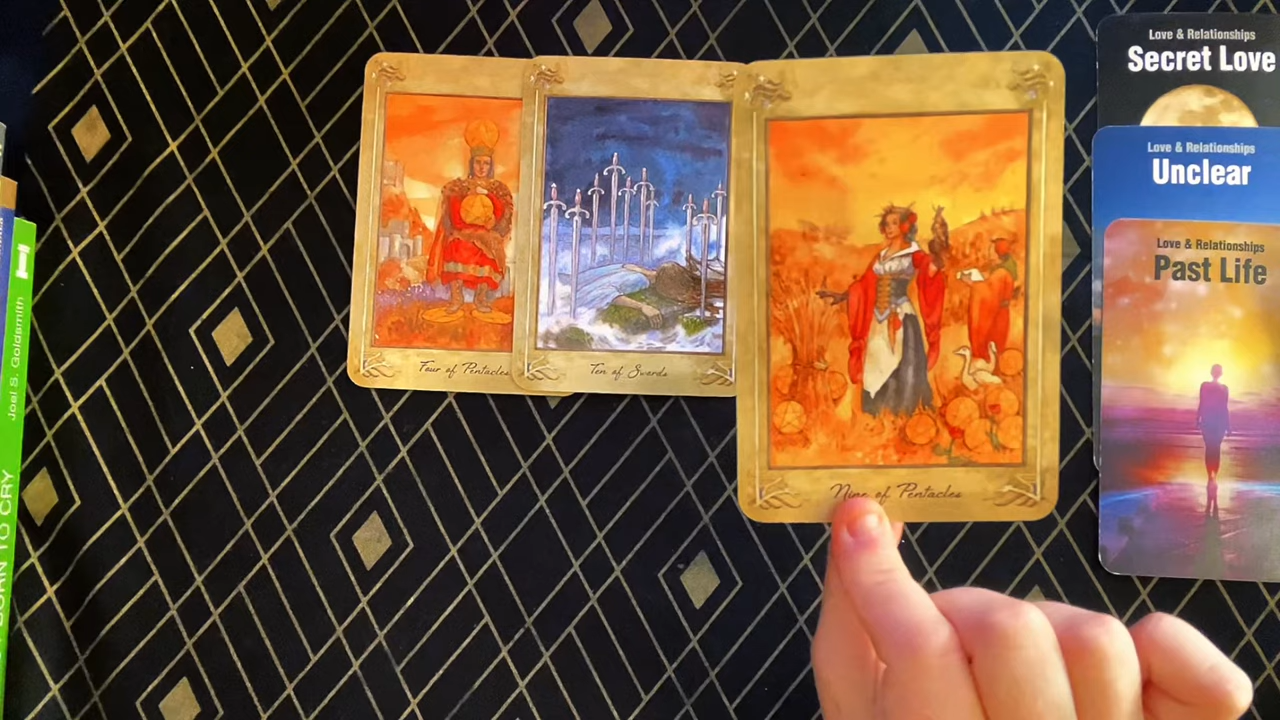 Four of Pentacles
Ten of Swords
Nine of Pentacles
Love & Relationships
Secret Love
Love & Relationships
Unclear
Love & Relationships
Past Life
Joel S. Goldsmith
TO CRY